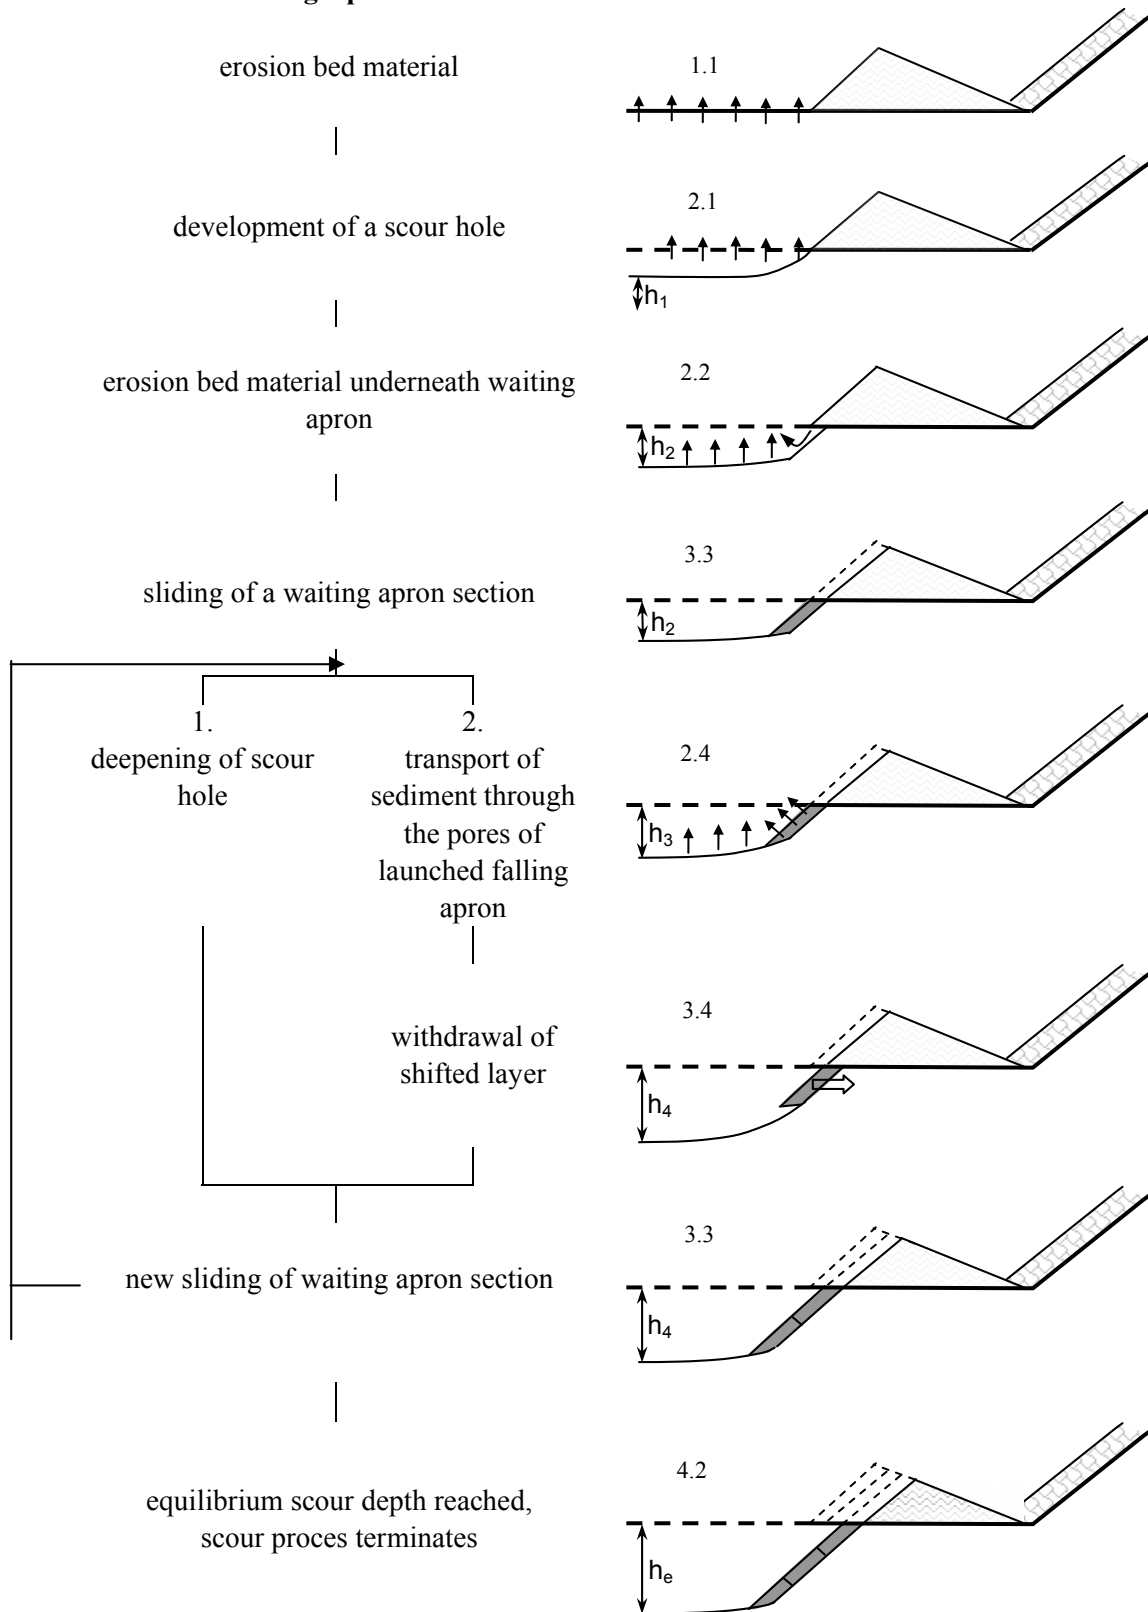 erosion bed material
1.1
development of a scour hole
2.1
h1
erosion bed material underneath waiting
apron
2.2
h2
sliding of a waiting apron section
3.3
h2
1.
deepening of scour
hole
2.
transport of
sediment through
the pores of
launched falling
apron
2.4
h3
withdrawal of
shifted layer
3.4
h4
new sliding of waiting apron section
3.3
h4
equilibrium scour depth reached,
scour proces terminates
4.2
he